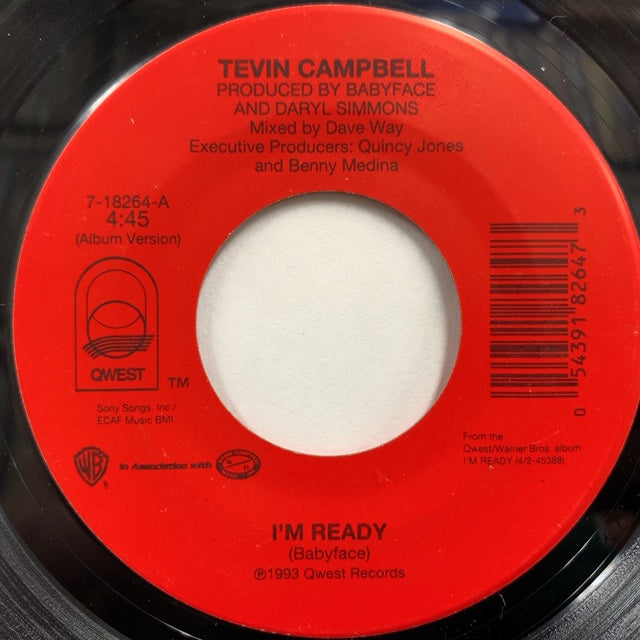 TEVIN CAMPBELL
PRODUCED BY BABYFACE
AND DARYL SIMMONS
Mixed by Dave Way
Executive Producers: Quincy Jones
and Benny Medina
7-18264-A
4:45
(Album Version)
QWEST
TM
Sony Songs, Inc./
ECAF Music BMI
WB
In Association with
0 54391 82647 3
From the
Qwest/Warner Bros. album
I'M READY (4/2-45388)
I'M READY
(Babyface)
℗1993 Qwest Records